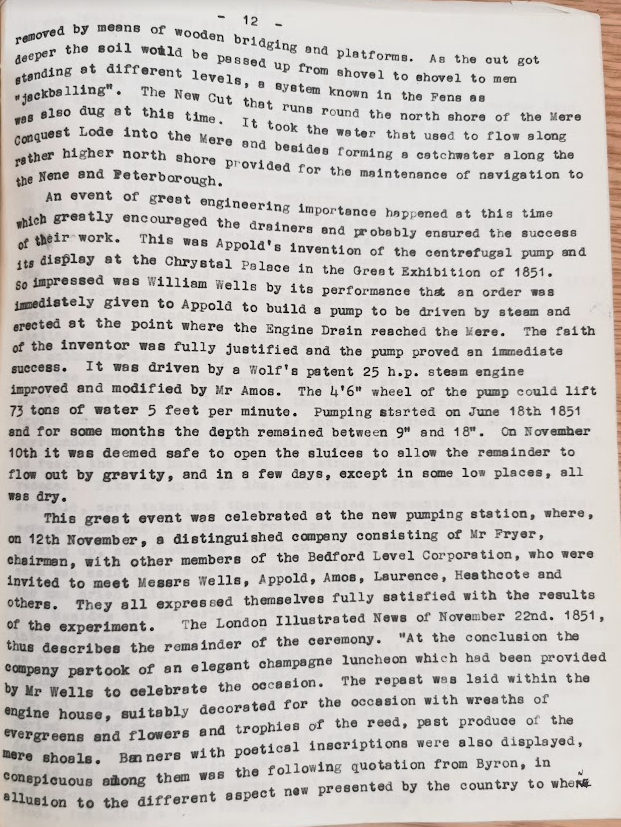 - 12 -
removed by means of wooden bridging and platforms. As the cut got
deeper the soil would be passed up from shovel to shovel to men
standing at different levels, a system known in the Fens as
"jackballing". The New Cut that runs round the north shore of the Mere
was also dug at this time. It took the water that used to flow along
Conquest Lode into the Mere and besides forming a catchwater along the
rather higher north shore provided for the maintenance of navigation to
the Nene and Peterborough.
An event of great engineering importance happened at this time
which greatly encouraged the drainers and probably ensured the success
of their work. This was Appold's invention of the centrefugal pump and
its display at the Chrystal Palace in the Great Exhibition of 1851.
So impressed was William Wells by its performance that an order was
immediately given to Appold to build a pump to be driven by steam and
erected at the point where the Engine Drain reached the Mere. The faith
of the inventor was fully justified and the pump proved an immediate
success. It was driven by a Wolf's patent 25 h.p. steam engine
improved and modified by Mr Amos. The 4'6" wheel of the pump could lift
73 tons of water 5 feet per minute. Pumping started on June 18th 1851
and for some months the depth remained between 9" and 18". On November
10th it was deemed safe to open the sluices to allow the remainder to
flow out by gravity, and in a few days, except in some low places, all
was dry.
This great event was celebrated at the new pumping station, where,
on 12th November, a distinguished company consisting of Mr Fryer,
chairman, with other members of the Bedford Level Corporation, who were
invited to meet Messrs Wells, Appold, Amos, Laurence, Heathcote and
others. They all expressed themselves fully satisfied with the results
of the experiment. The London Illustrated News of November 22nd. 1851,
thus describes the remainder of the ceremony. "At the conclusion the
company partook of an elegant champagne luncheon which had been provided
by Mr Wells to celebrate the occasion. The repast was laid within the
engine house, suitably decorated for the occasion with wreaths of
evergreens and flowers and trophies of the reed, past produce of the
mere shoals. Banners with poetical inscriptions were also displayed,
conspicuous among them was the following quotation from Byron, in
allusion to the different aspect now presented by the country to